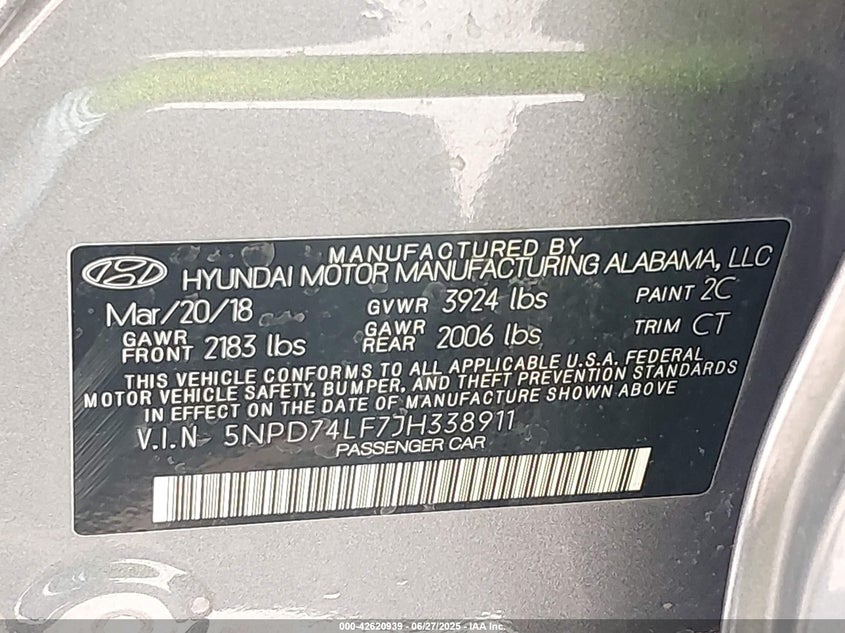 MANUFACTURED BY
HYUNDAI MOTOR MANUFACTURING ALABAMA, LLC
Mar/20/18 GVWR 3924 lbs PAINT 2C
GAWR FRONT 2183 lbs GAWR REAR 2006 lbs TRIM CT
THIS VEHICLE CONFORMS TO ALL APPLICABLE U.S.A. FEDERAL
MOTOR VEHICLE SAFETY, BUMPER, AND THEFT PREVENTION STANDARDS
IN EFFECT ON THE DATE OF MANUFACTURE SHOWN ABOVE
V.I.N 5NPD74LF7JH338911
PASSENGER CAR
000-42620939 - 06/27/2025 - IAA Inc.